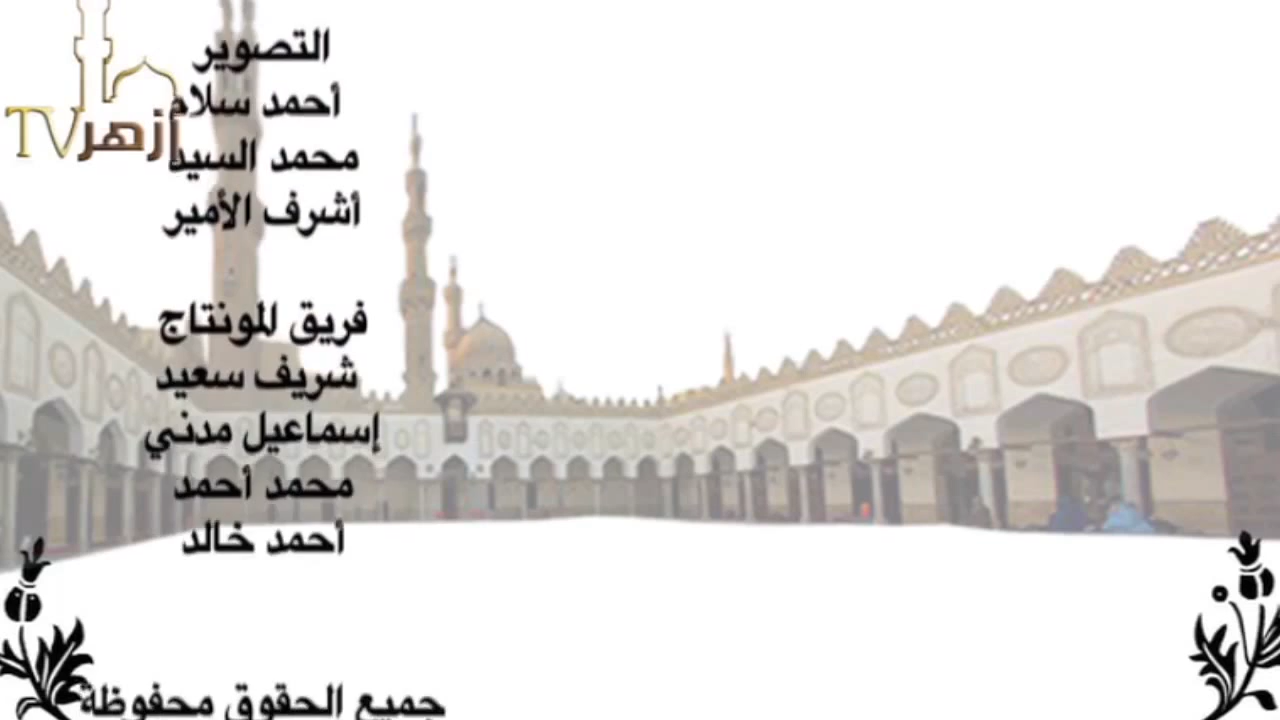 التصوير
أحمد سلام
أزهر TV
محمد السيد
أشرف الأمير
فريق المونتاج
شريف سعيد
إسماعيل مدني
محمد أحمد
أحمد خالد
جميع الحقوق محفوظة